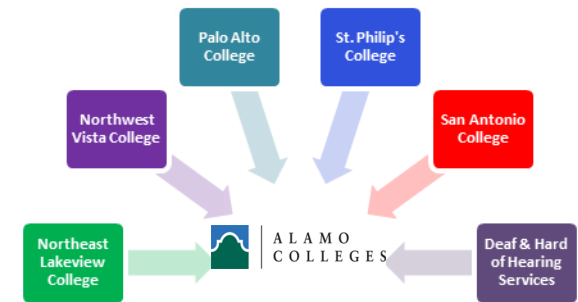 Palo Alto
College
St. Philip's
College
Northwest
Vista College
San Antonio
College
Northeast
Lakeview
College
ALAMO
COLLEGES
Deaf & Hard
of Hearing
Services